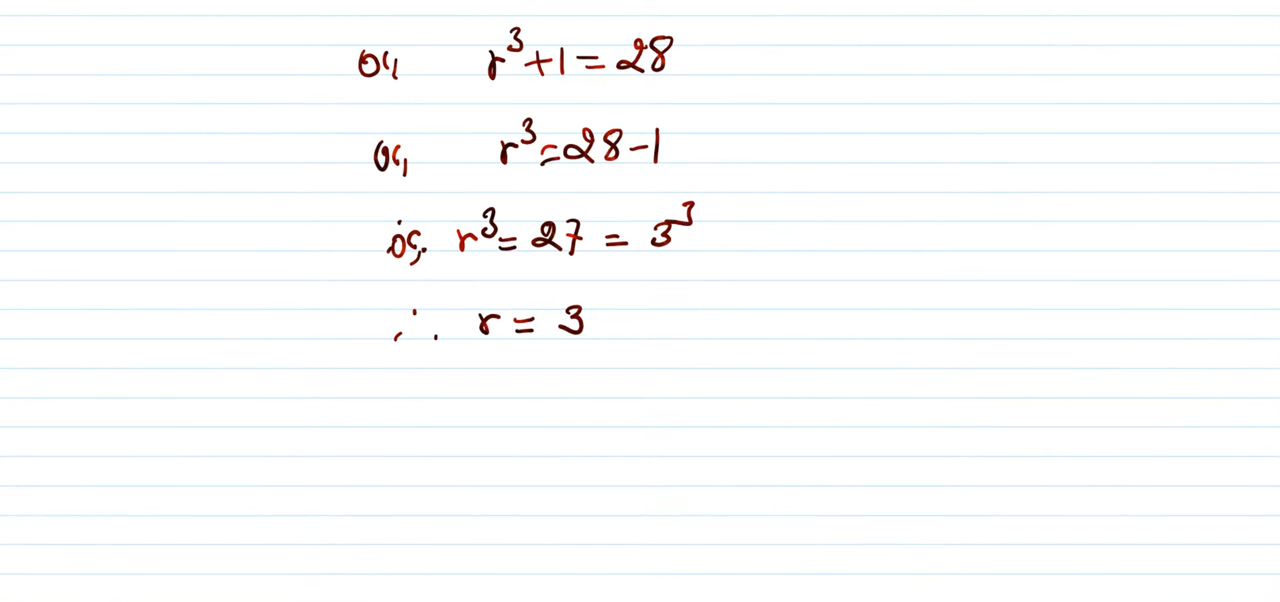 or, r³+1=28
or, r³=28-1
or, r³=27=3³
∴ r=3